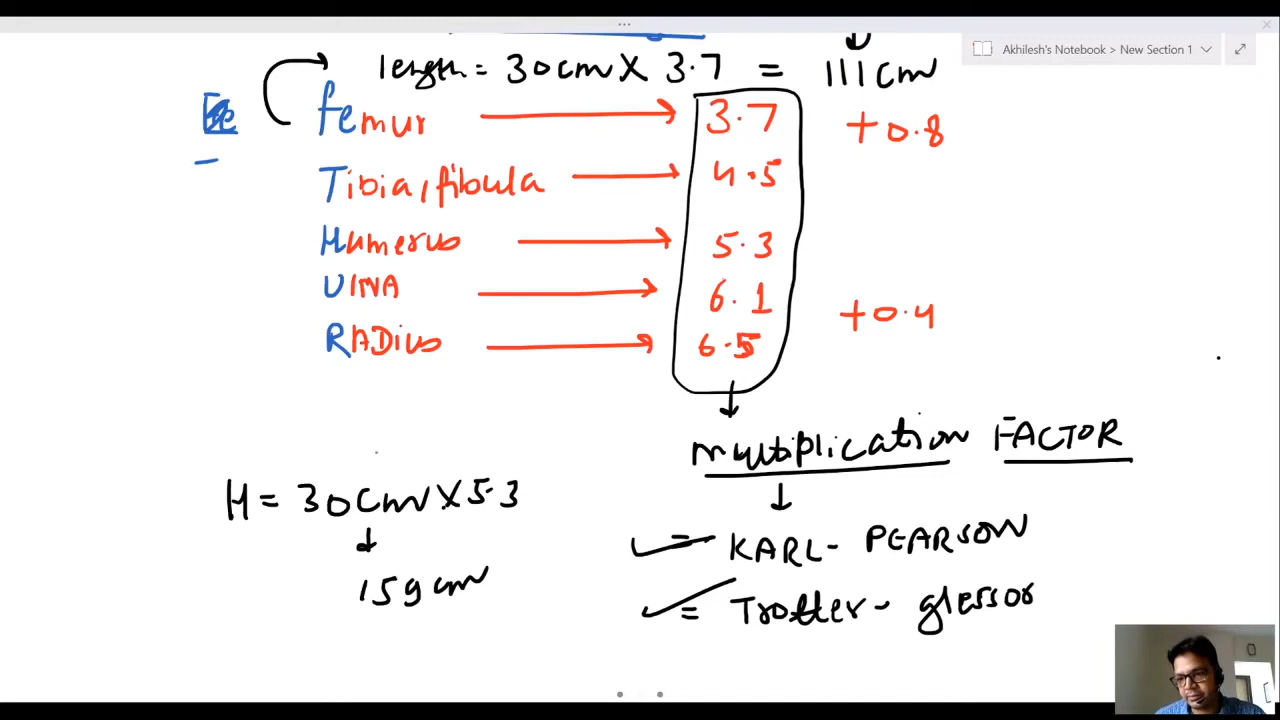 Akhilesh's Notebook > New Section 1
length = 30cm X 3.7 = 111cm
femur 3.7 +0.8
Tibia, fibula 4.5
Humerus 5.3
UlNA 6.1 +0.4
RADius 6.5
multiplication FACTOR
H = 30cm X 5.3
= KARL- PEARSON
159cm
= Trotter- glessor